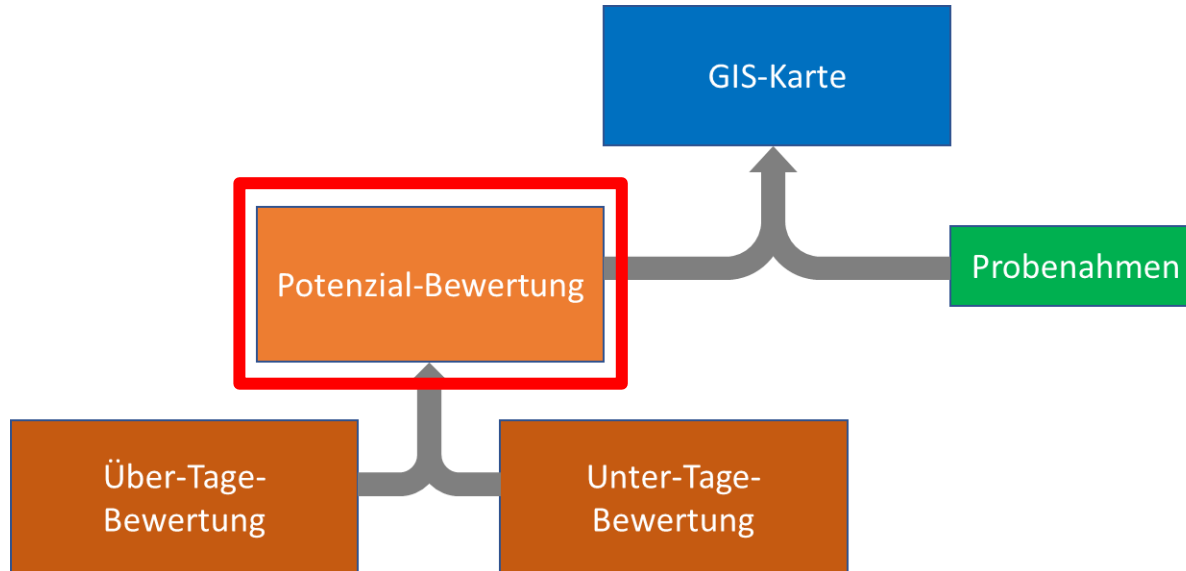 GIS-Karte
Potenzial-Bewertung
Probenahmen
Über-Tage-
Bewertung
Unter-Tage-
Bewertung